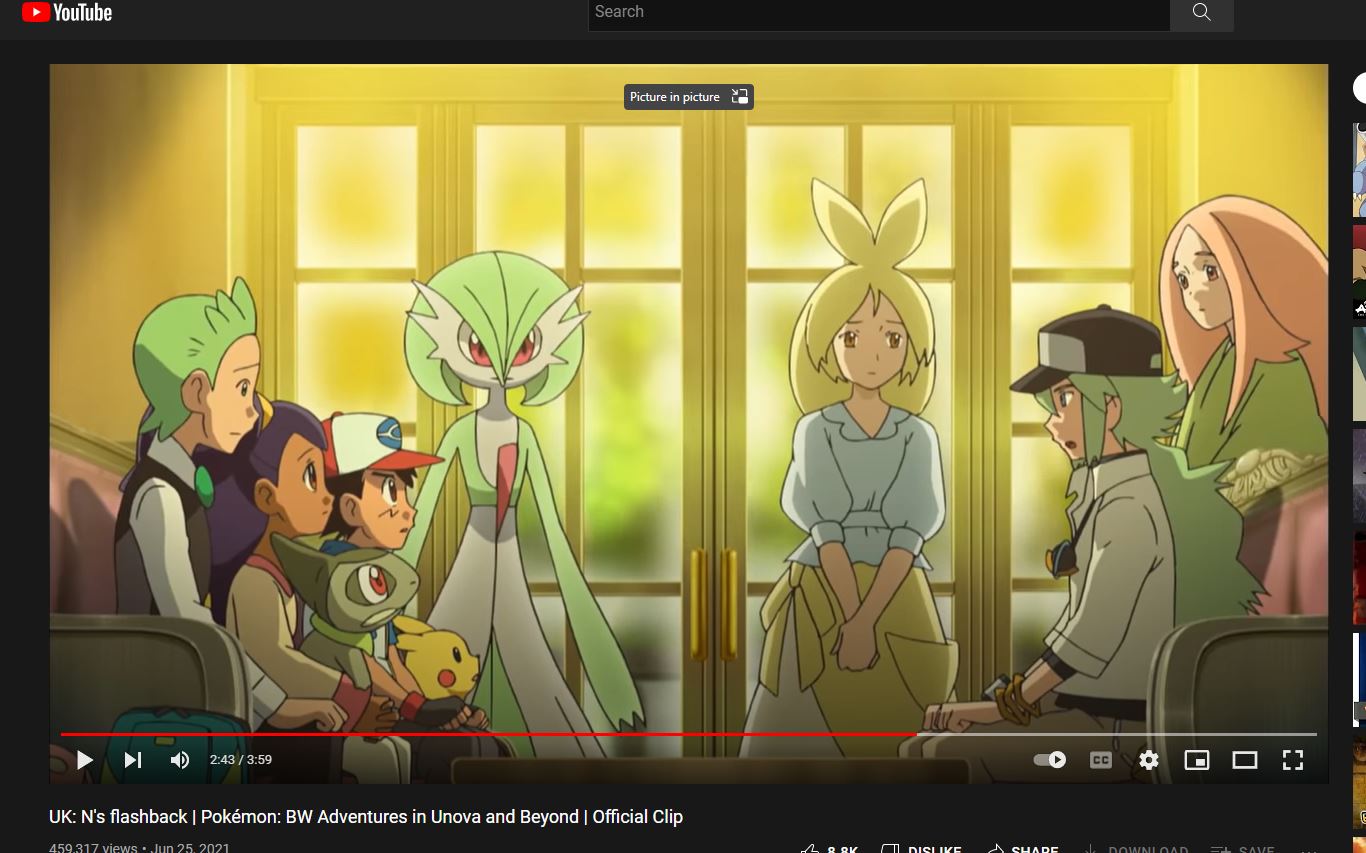 YouTube
Search
Picture in picture
2:43 / 3:59
CC
UK: N's flashback | Pokémon: BW Adventures in Unova and Beyond | Official Clip
459,317 views • Jun 25, 2021
8.8K DISLIKE SHARE DOWNLOAD SAVE